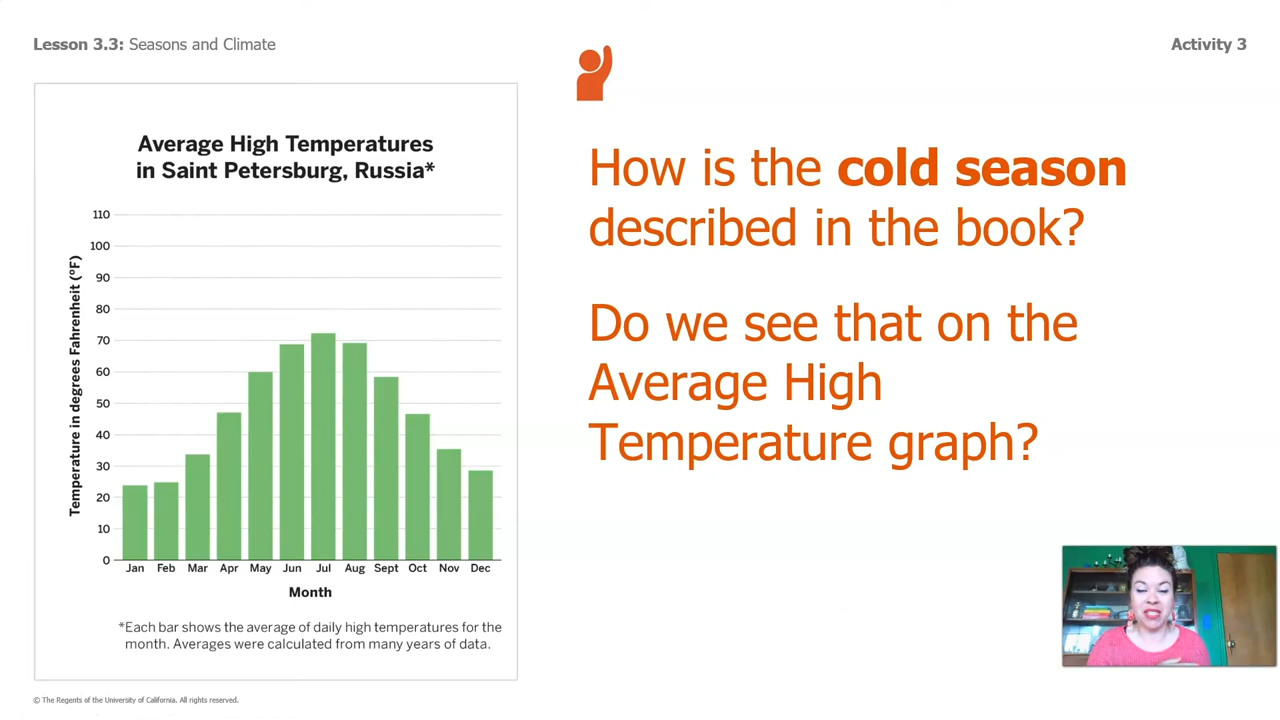 Lesson 3.3: Seasons and Climate
Activity 3
Average High Temperatures
in Saint Petersburg, Russia*
Temperature in degrees Fahrenheit (°F)
110
100
90
80
70
60
50
40
30
20
10
0
Jan Feb Mar Apr May Jun Jul Aug Sept Oct Nov Dec
Month
*Each bar shows the average of daily high temperatures for the
month. Averages were calculated from many years of data.
How is the cold season
described in the book?
Do we see that on the
Average High
Temperature graph?
© The Regents of the University of California. All rights reserved.